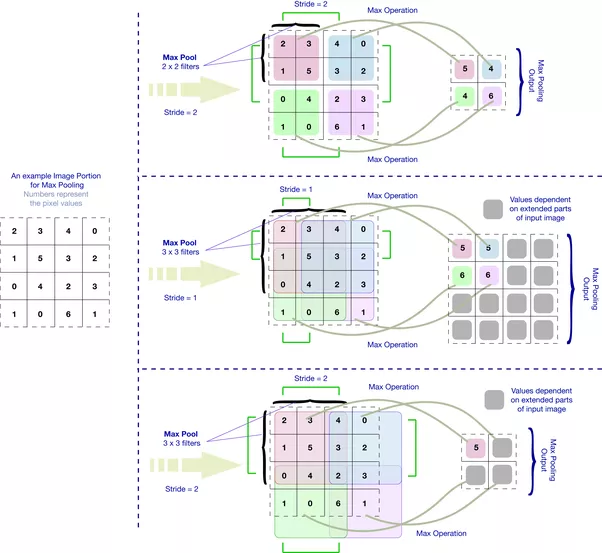 An example Image Portion
for Max Pooling
Numbers represent
the pixel values
2 3 4 0
1 5 3 2
0 4 2 3
1 0 6 1
Stride = 2
Max Operation
Max Pool
2 x 2 filters
Stride = 2
2 3 4 0
1 5 3 2
0 4 2 3
1 0 6 1
5 4
4 6
Max Pooling
Output
Max Operation
Stride = 1
Max Operation
Max Pool
3 x 3 filters
Stride = 1
2 3 4 0
1 5 3 2
0 4 2 3
1 0 6 1
Values dependent
on extended parts
of input image
5 5
6 6
Max Pooling
Output
Max Operation
Stride = 2
Max Operation
Max Pool
3 x 3 filters
Stride = 2
2 3 4 0
1 5 3 2
0 4 2 3
1 0 6 1
Values dependent
on extended parts
of input image
5
Max Pooling
Output
Max Operation